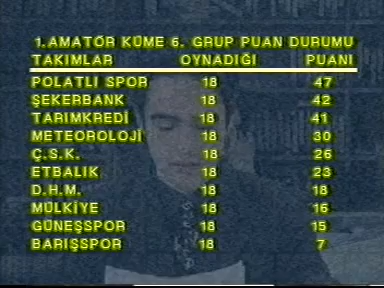 1.AMATÖR KÜME 6. GRUP PUAN DURUMU
TAKIMLAR OYNADIĞI PUANI
POLATLI SPOR 18 47
ŞEKERBANK 18 42
TARIMKREDİ 18 41
METEOROLOJİ 18 30
Ç.S.K. 18 26
ETBALIK 18 23
D.H.M. 18 18
MÜLKİYE 18 16
GÜNEŞSPOR 18 15
BARIŞSPOR 18 7